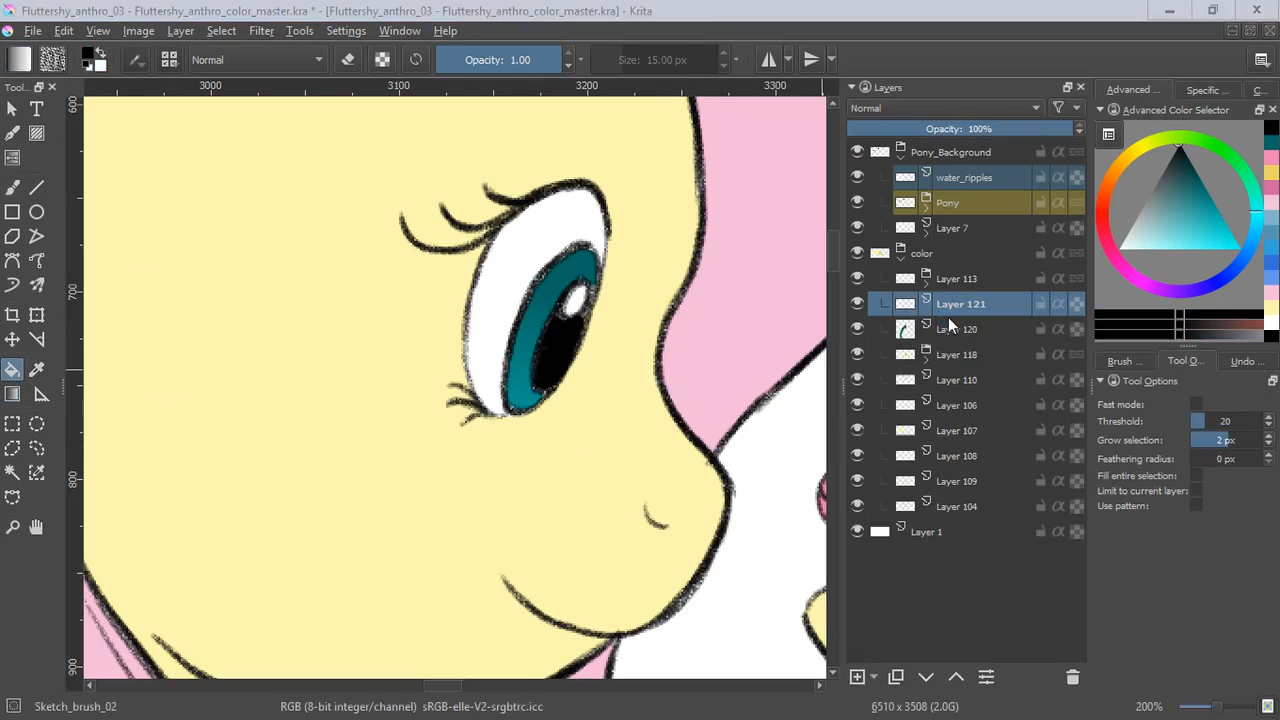 Fluttershy_anthro_03 - Fluttershy_anthro_color_master.kra * - [Fluttershy_anthro_03 - Fluttershy_anthro_color_master.kra] - Krita
File Edit View Image Layer Select Filter Tools Settings Window Help
Normal Opacity: 1.00 Size: 15.00 px
Tool... Layers Advanced ... Specific ... C...
3000 3100 3200 3300
600
700
800
900
Normal
Opacity: 100%
Pony_Background
water_ripples
Pony
Layer 7
color
Layer 113
Layer 121
Layer 120
Layer 118
Layer 110
Layer 106
Layer 107
Layer 108
Layer 109
Layer 104
Layer 1
Advanced Color Selector
Brush ... Tool O... Undo ...
Tool Options
Fast mode:
Threshold: 20
Grow selection: 2 px
Feathering radius: 0 px
Fill entire selection:
Limit to current layer:
Use pattern:
Sketch_brush_02 RGB (8-bit integer/channel) sRGB-elle-V2-srgbtrc.icc 6510 x 3508 (2.0G) 200%